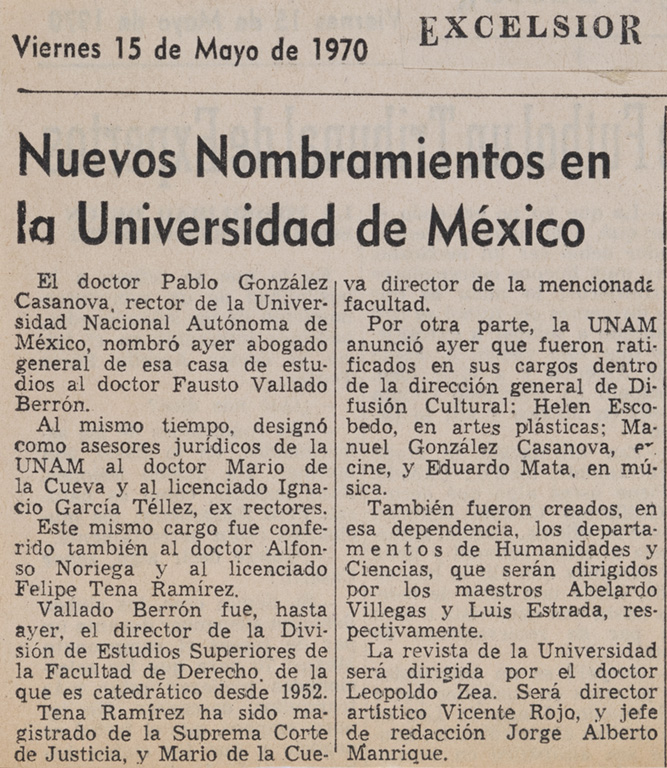 Viernes 15 de Mayo de 1970
EXCELSIOR
Nuevos Nombramientos en
la Universidad de México
El doctor Pablo González
Casanova, rector de la Univer-
sidad Nacional Autónoma de
México, nombró ayer abogado
general de esa casa de estu-
dios al doctor Fausto Vallado
Berrón.
Al mismo tiempo, designó
como asesores jurídicos de la
UNAM al doctor Mario de
la Cueva y al licenciado Igna-
cio García Téllez, ex rectores.
Este mismo cargo fue confe-
rido también al doctor Alfon-
so Noriega y al licenciado
Felipe Tena Ramírez.
Vallado Berrón fue, hasta
ayer, el director de la Divi-
sión de Estudios Superiores de
la Facultad de Derecho, de la
que es catedrático desde 1952.
Tena Ramírez ha sido ma-
gistrado de la Suprema Corte
de Justicia, y Mario de la Cue-
va director de la mencionada
facultad.
Por otra parte, la UNAM
anunció ayer que fueron rati-
ficados en sus cargos dentro
de la dirección general de Di-
fusión Cultural: Helen Esco-
bedo, en artes plásticas; Ma-
nuel González Casanova, en
cine, y Eduardo Mata, en mú-
sica.
También fueron creados, en
esa dependencia, los departa-
mentos de Humanidades y
Ciencias, que serán dirigidos
por los maestros Abelardo
Villegas y Luis Estrada, res-
pectivamente.
La revista de la Universidad
será dirigida por el doctor
Leopoldo Zea. Será director
artístico Vicente Rojo, y jefe
de redacción Jorge Alberto
Manrique.